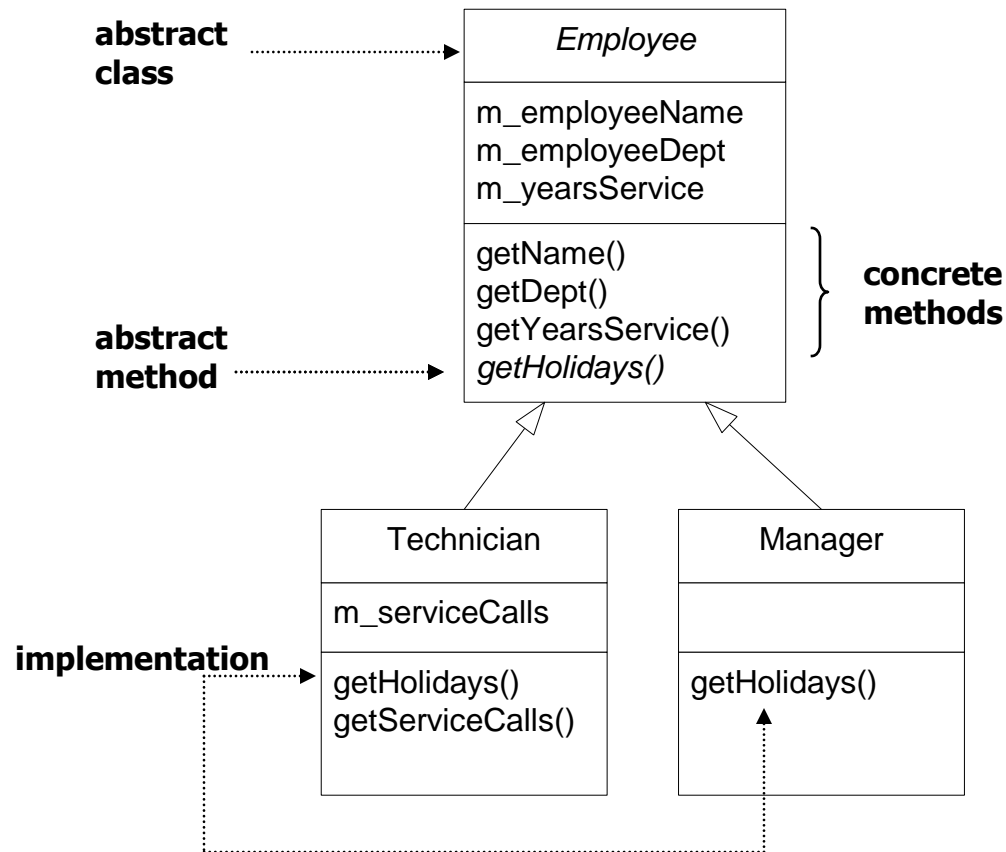 abstract
class
Employee
m_employeeName
m_employeeDept
m_yearsService
getName()
getDept()
getYearsService()
getHolidays()
concrete
methods
abstract
method
Technician
m_serviceCalls
getHolidays()
getServiceCalls()
Manager
getHolidays()
implementation